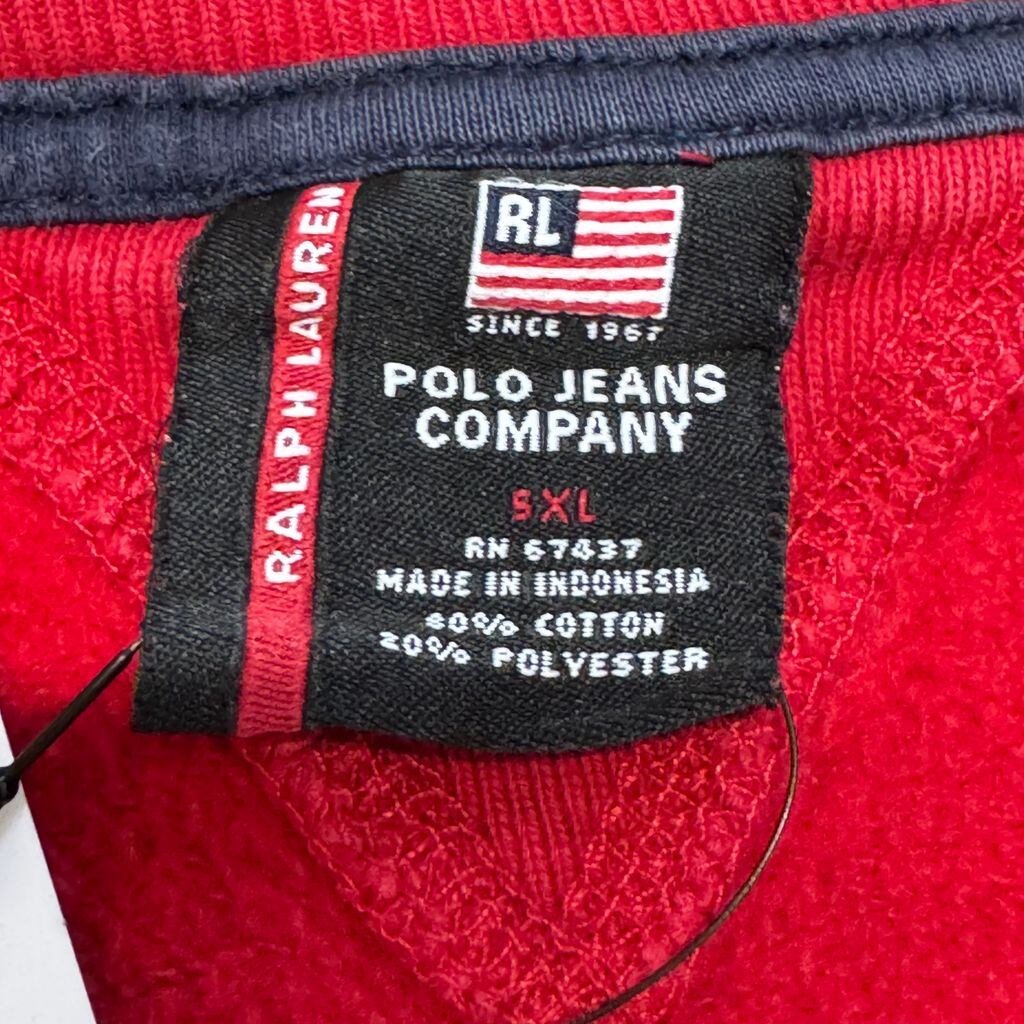 RALPH LAUREN
RL
SINCE 1967
POLO JEANS
COMPANY
SXL
RN 67437
MADE IN INDONESIA
80% COTTON
20% POLYESTER